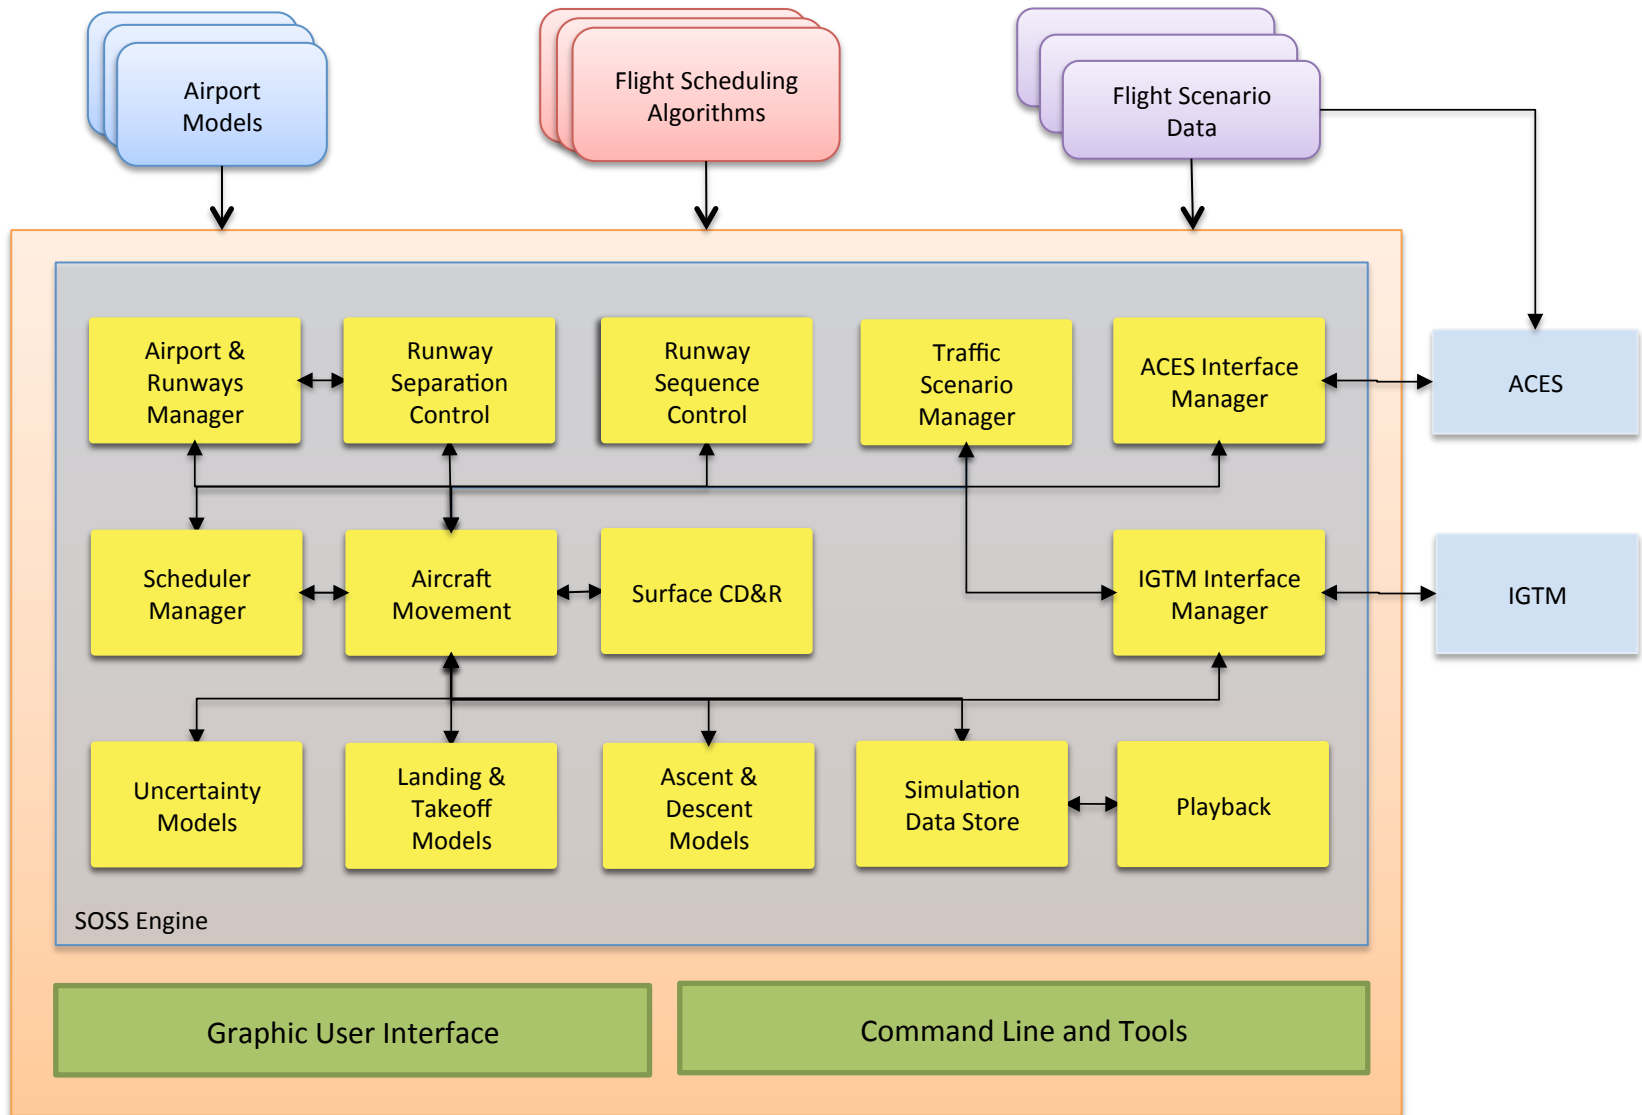 Airport
Models
Flight Scheduling
Algorithms
Flight Scenario
Data
Airport &
Runways
Manager
Runway
Separation
Control
Runway
Sequence
Control
Traffic
Scenario
Manager
ACES Interface
Manager
ACES
Scheduler
Manager
Aircraft
Movement
Surface CD&R
IGTM Interface
Manager
IGTM
Uncertainty
Models
Landing &
Takeoff
Models
Ascent &
Descent
Models
Simulation
Data Store
Playback
SOSS Engine
Graphic User Interface
Command Line and Tools